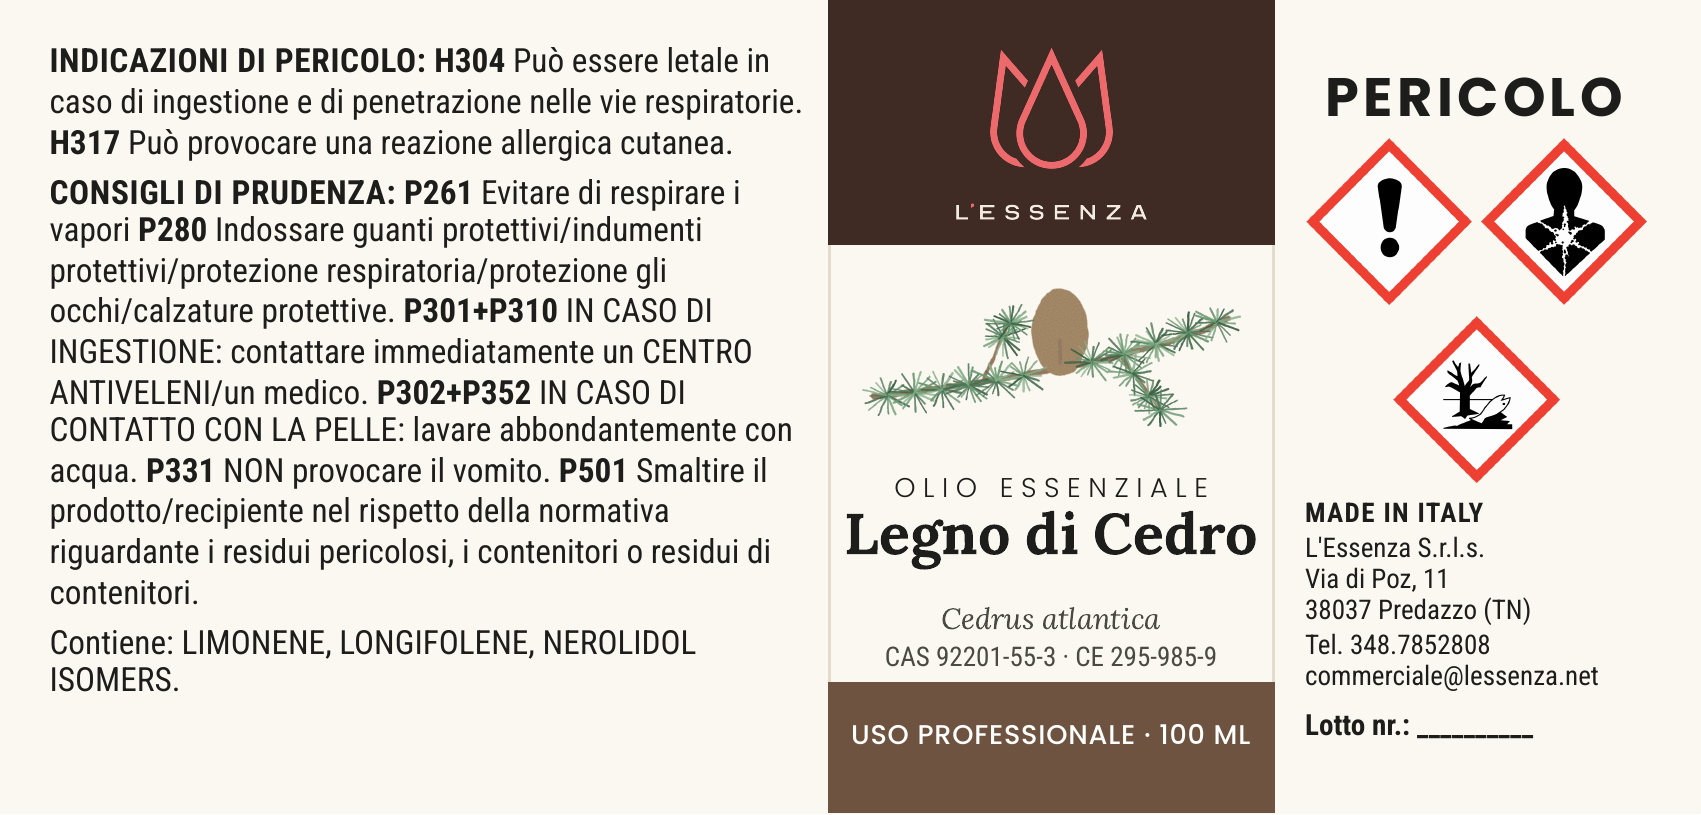 INDICAZIONI DI PERICOLO: H304 Può essere letale in
caso di ingestione e di penetrazione nelle vie respiratorie.
H317 Può provocare una reazione allergica cutanea.
CONSIGLI DI PRUDENZA: P261 Evitare di respirare i
vapori P280 Indossare guanti protettivi/indumenti
protettivi/protezione respiratoria/protezione gli
occhi/calzature protettive. P301+P310 IN CASO DI
INGESTIONE: contattare immediatamente un CENTRO
ANTIVELENI/un medico. P302+P352 IN CASO DI
CONTATTO CON LA PELLE: lavare abbondantemente con
acqua. P331 NON provocare il vomito. P501 Smaltire il
prodotto/recipiente nel rispetto della normativa
riguardante i residui pericolosi, i contenitori o residui di
contenitori.
Contiene: LIMONENE, LONGIFOLENE, NEROLIDOL
ISOMERS.
L'ESSENZA
OLIO ESSENZIALE
Legno di Cedro
Cedrus atlantica
CAS 92201-55-3 · CE 295-985-9
USO PROFESSIONALE · 100 ML
PERICOLO
MADE IN ITALY
L'Essenza S.r.l.s.
Via di Poz, 11
38037 Predazzo (TN)
Tel. 348.7852808
commerciale@lessenza.net
Lotto nr.: __________